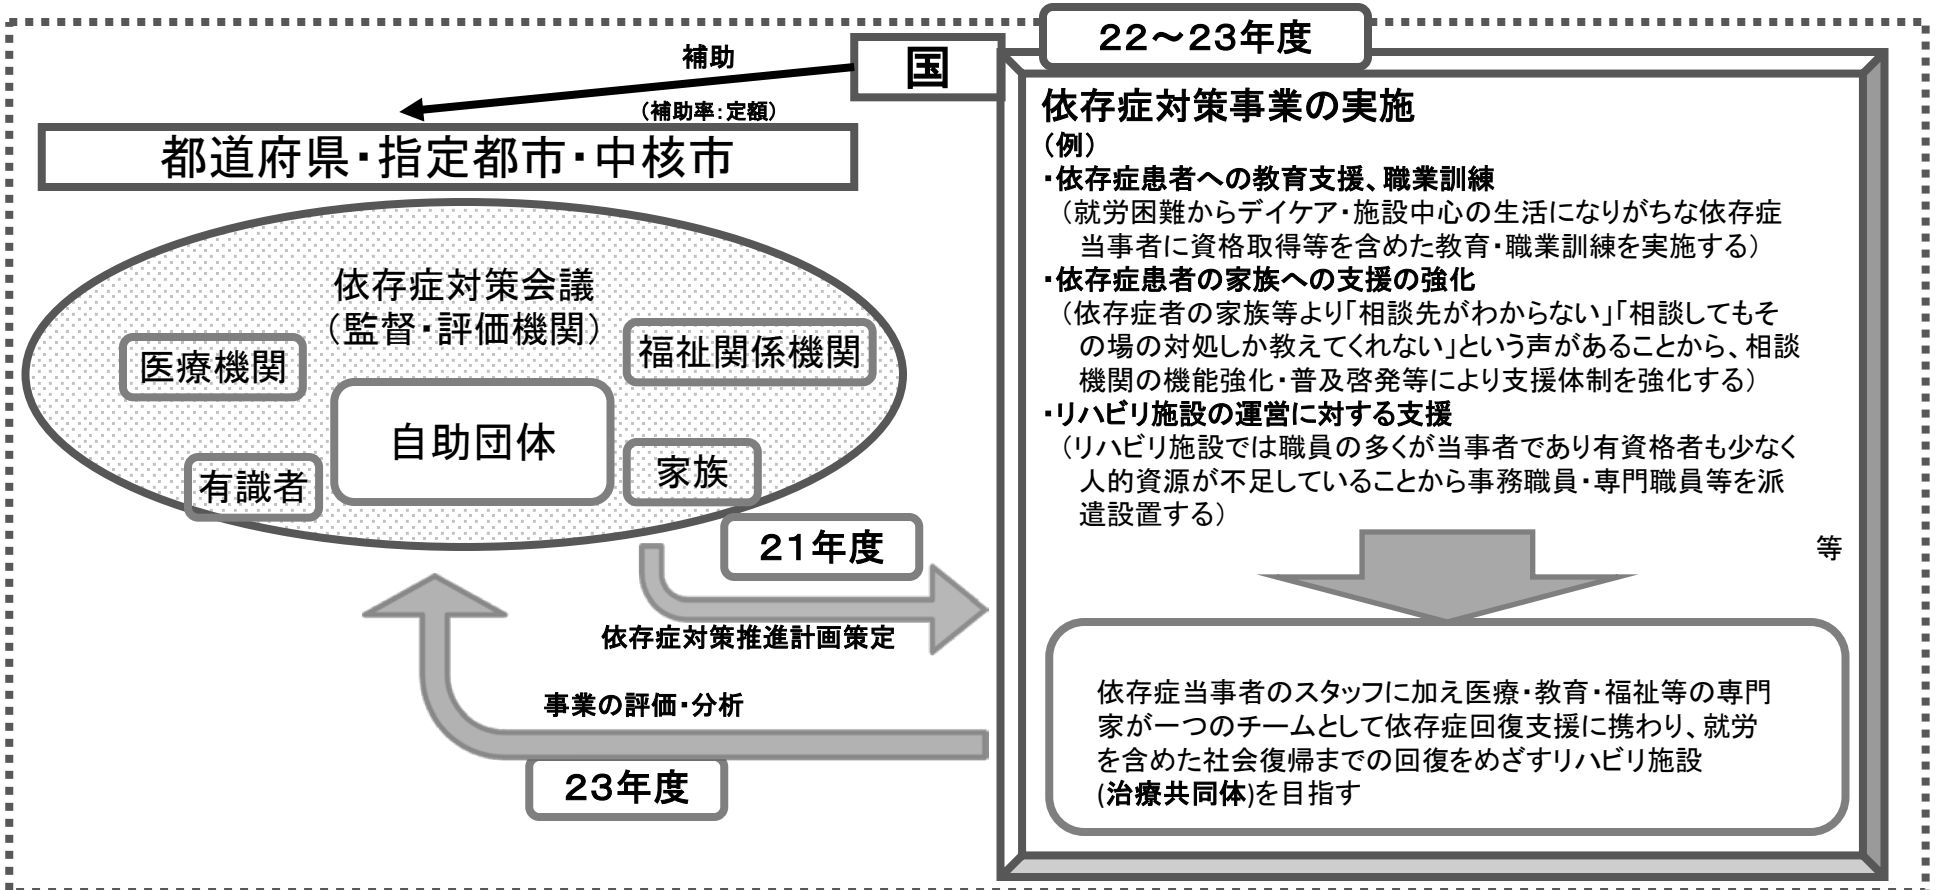 補助
国
(補助率:定額)
都道府県・指定都市・中核市
依存症対策会議
(監督・評価機関)
医療機関
福祉関係機関
自助団体
有識者
家族
21年度
依存症対策推進計画策定
事業の評価・分析
23年度
22～23年度
依存症対策事業の実施
(例)
・依存症患者への教育支援、職業訓練
(就労困難からデイケア・施設中心の生活になりがちな依存症
当事者に資格取得等を含めた教育・職業訓練を実施する)
・依存症患者の家族への支援の強化
(依存症者の家族等より「相談先がわからない」「相談してもそ
の場の対処しか教えてくれない」という声があることから、相談
機関の機能強化・普及啓発等により支援体制を強化する)
・リハビリ施設の運営に対する支援
(リハビリ施設では職員の多くが当事者であり有資格者も少なく
人的資源が不足していることから事務職員・専門職員等を派
遣設置する)
等
依存症当事者のスタッフに加え医療・教育・福祉等の専門
家が一つのチームとして依存症回復支援に携わり、就労
を含めた社会復帰までの回復をめざすリハビリ施設
(治療共同体)を目指す